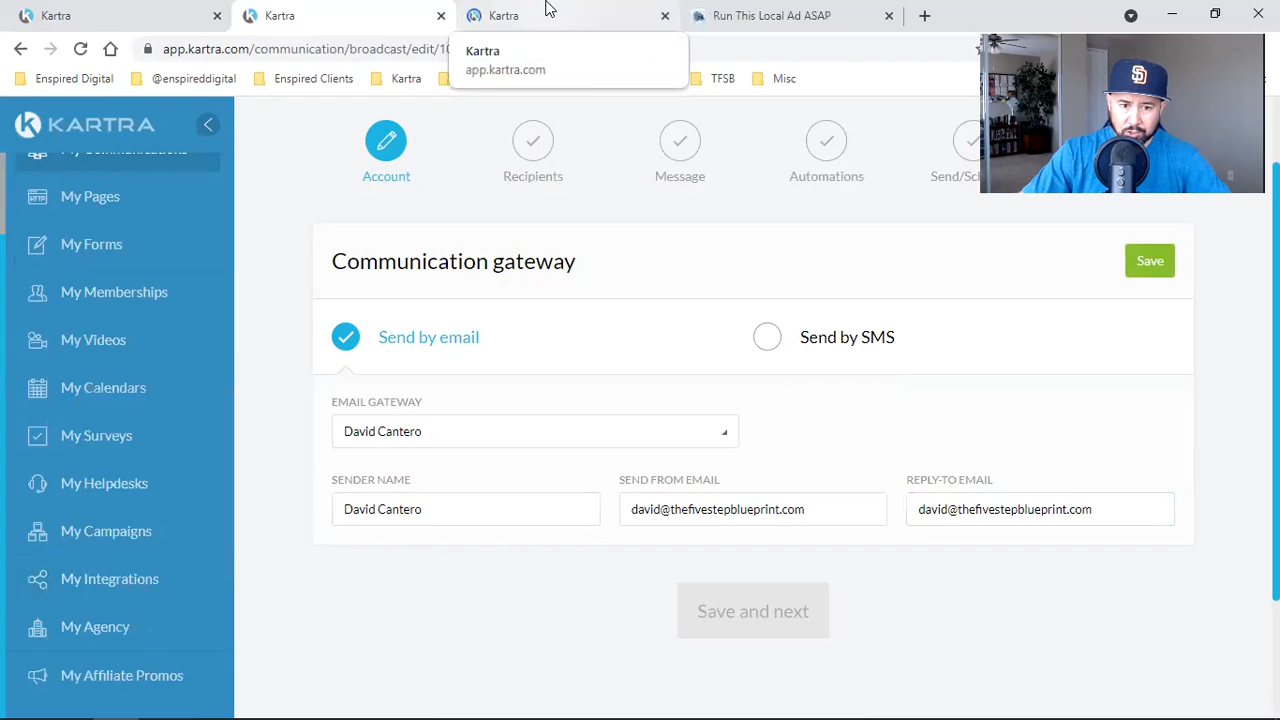 Kartra
Kartra
Kartra
Run This Local Ad ASAP
app.kartra.com/communication/broadcast/edit/10
Kartra
app.kartra.com
Enspired Digital
@enspireddigital
Enspired Clients
Kartra
TFSB
Misc
KARTRA
My Communications
My Pages
My Forms
My Memberships
My Videos
My Calendars
My Surveys
My Helpdesks
My Campaigns
My Integrations
My Agency
My Affiliate Promos
Account
Recipients
Message
Automations
Send/Sc
Communication gateway
Save
Send by email
Send by SMS
EMAIL GATEWAY
David Cantero
SENDER NAME
SEND FROM EMAIL
REPLY-TO EMAIL
David Cantero
david@thefivestepblueprint.com
david@thefivestepblueprint.com
Save and next